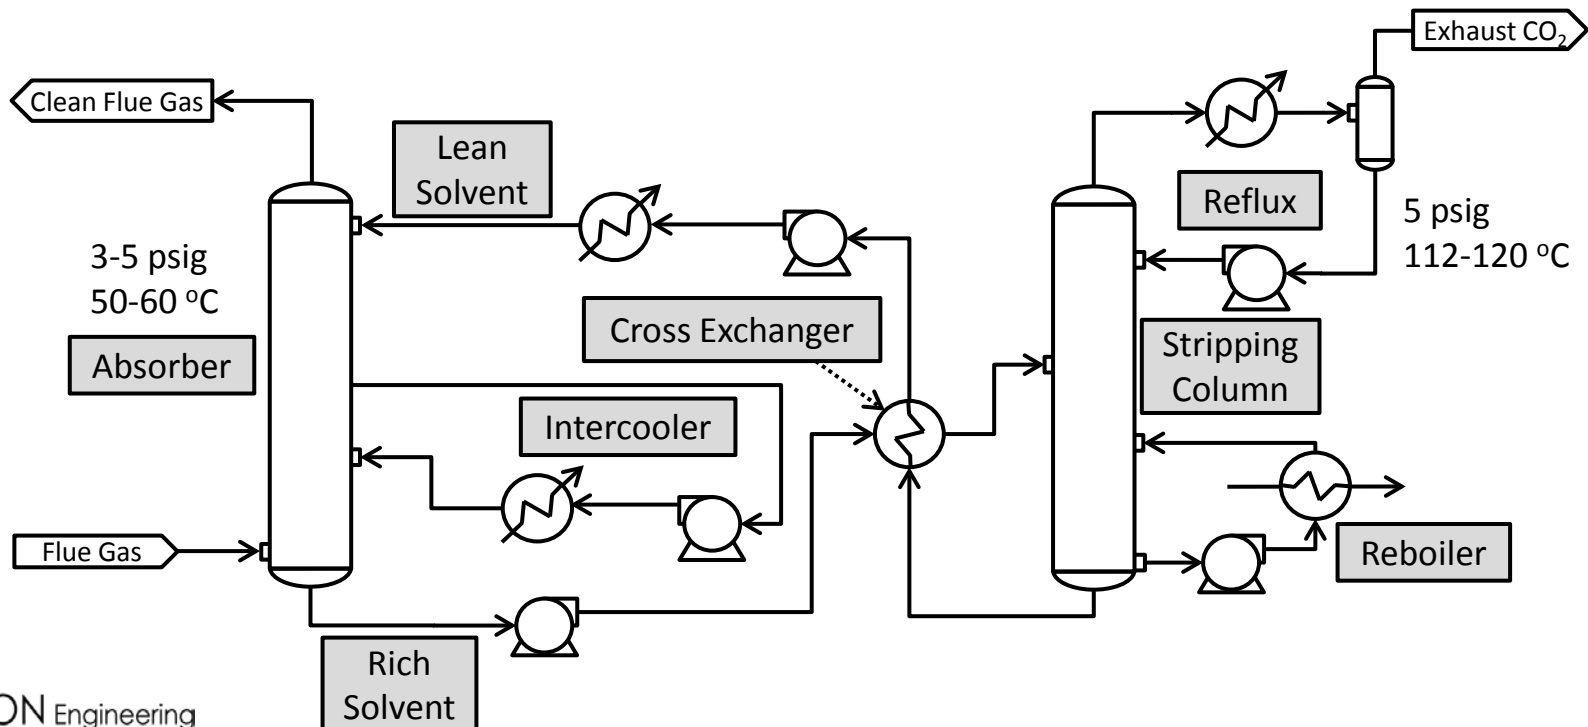 Exhaust CO₂
Clean Flue Gas
Lean
Solvent
Reflux
5 psig
112-120 ºC
3-5 psig
50-60 ºC
Cross Exchanger
Absorber
Stripping
Column
Intercooler
Flue Gas
Reboiler
Rich
Solvent
Engineering